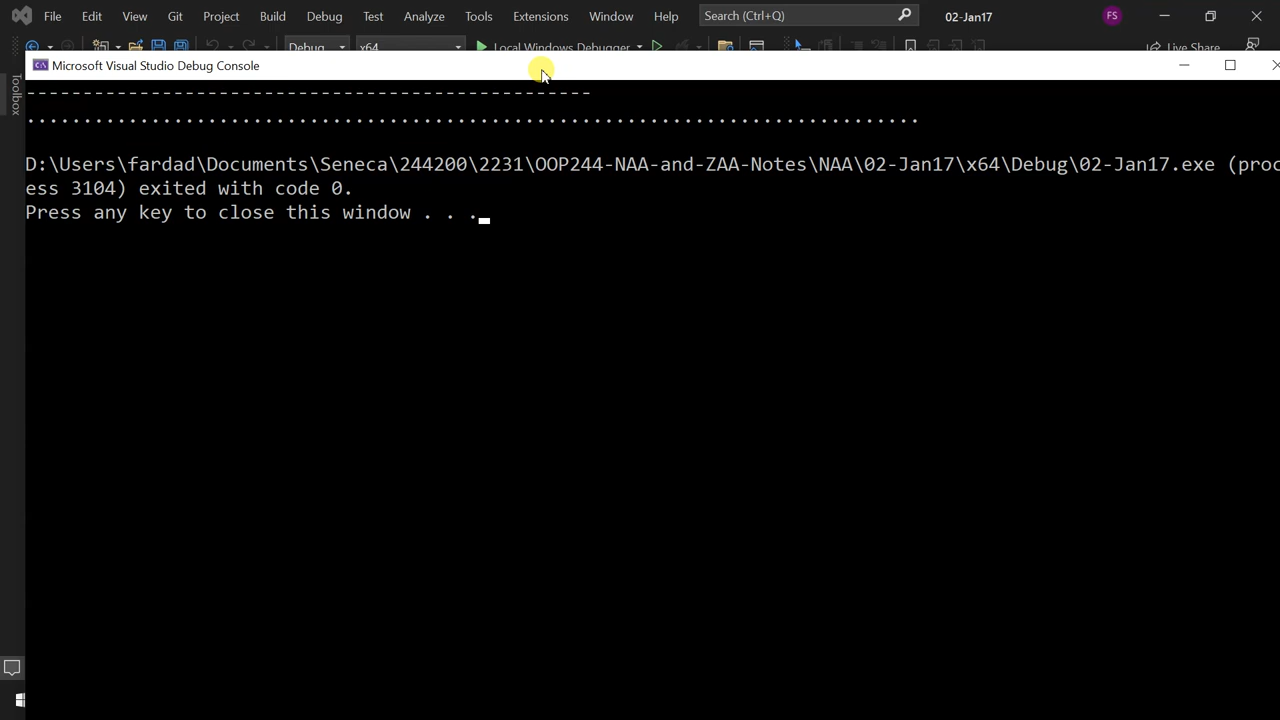 File Edit View Git Project Build Debug Test Analyze Tools Extensions Window Help Search (Ctrl+Q) 02-Jan17 FS
Debug x64 Local Windows Debugger Live Share
Toolbox
Microsoft Visual Studio Debug Console
--------------------------------------------------
...............................................................................
D:\Users\fardad\Documents\Seneca\244200\2231\OOP244-NAA-and-ZAA-Notes\NAA\02-Jan17\x64\Debug\02-Jan17.exe (proc
ess 3104) exited with code 0.
Press any key to close this window . . .